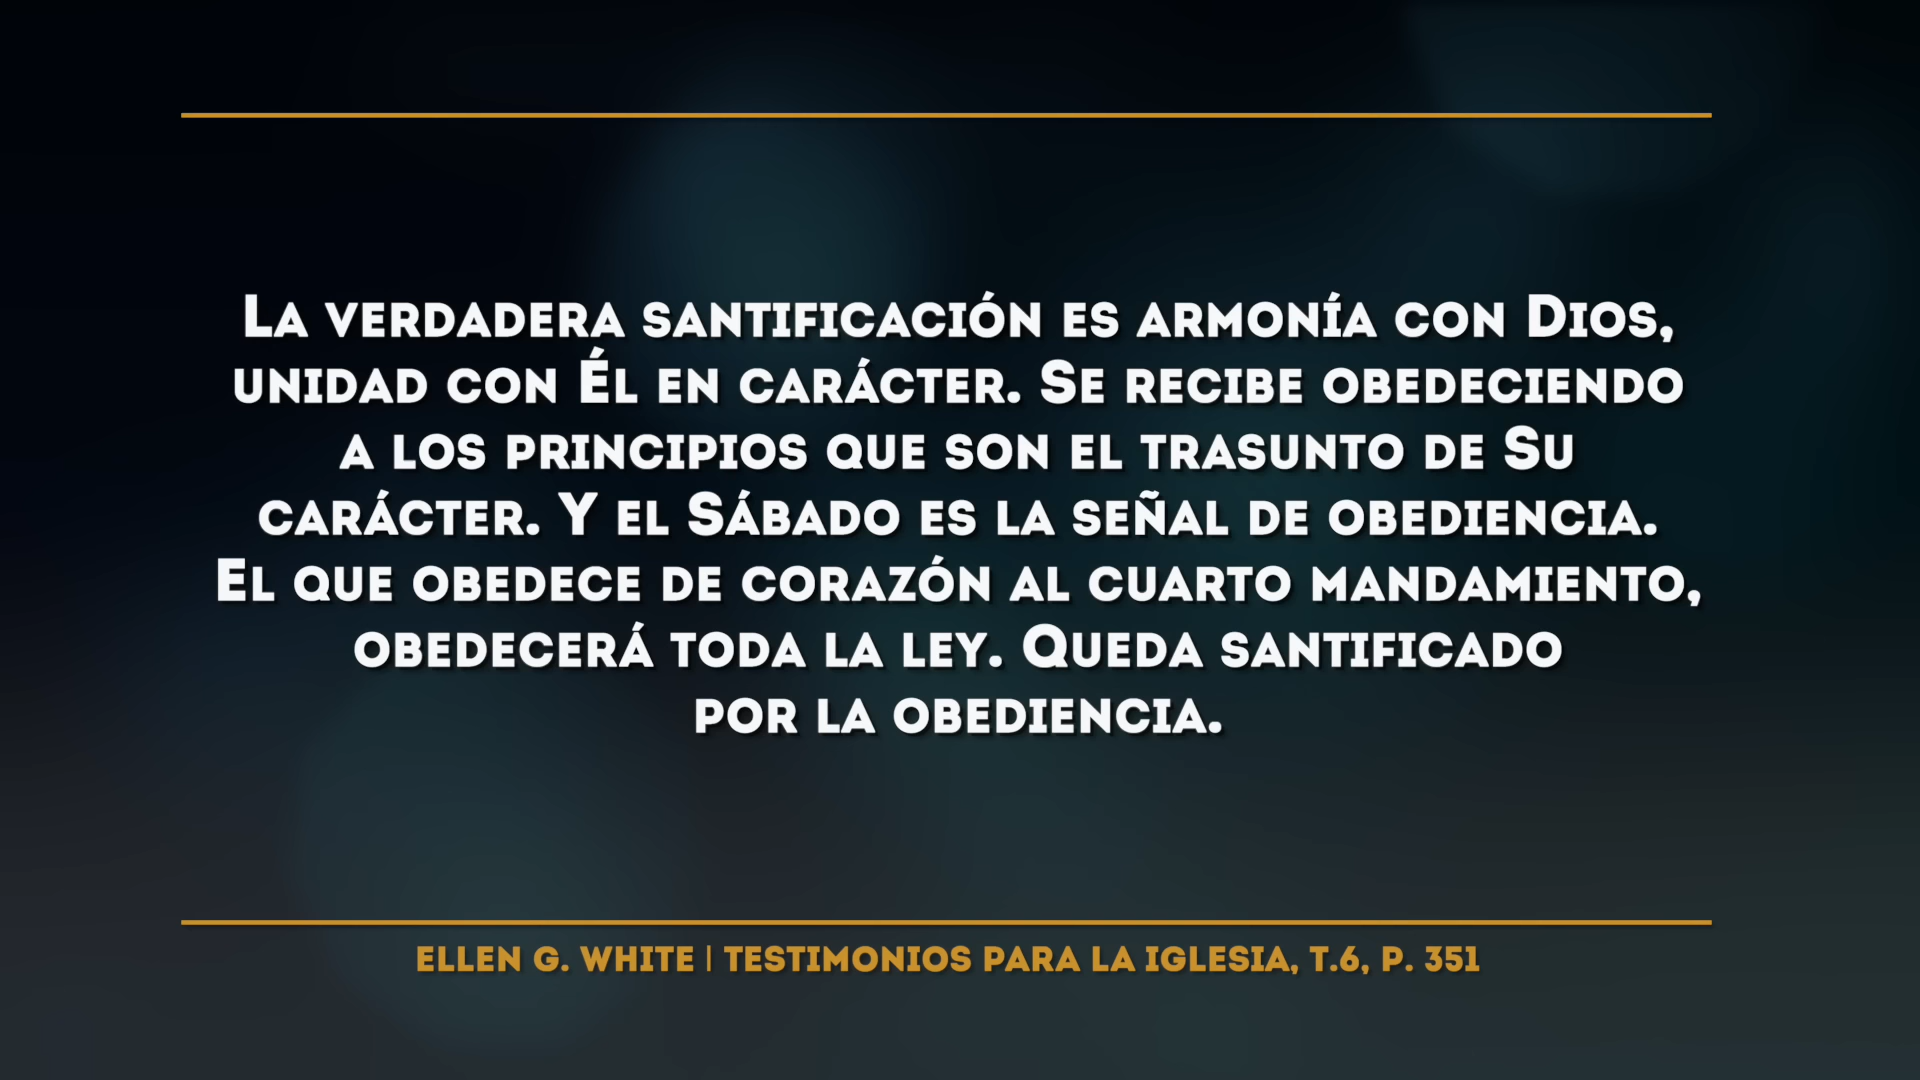 La verdadera santificación es armonía con Dios,
unidad con Él en carácter. Se recibe obedeciendo
a los principios que son el trasunto de Su
carácter. Y el Sábado es la señal de obediencia.
El que obedece de corazón al cuarto mandamiento,
obedecerá toda la ley. Queda santificado
por la obediencia.
ELLEN G. WHITE | TESTIMONIOS PARA LA IGLESIA, T.6, P. 351